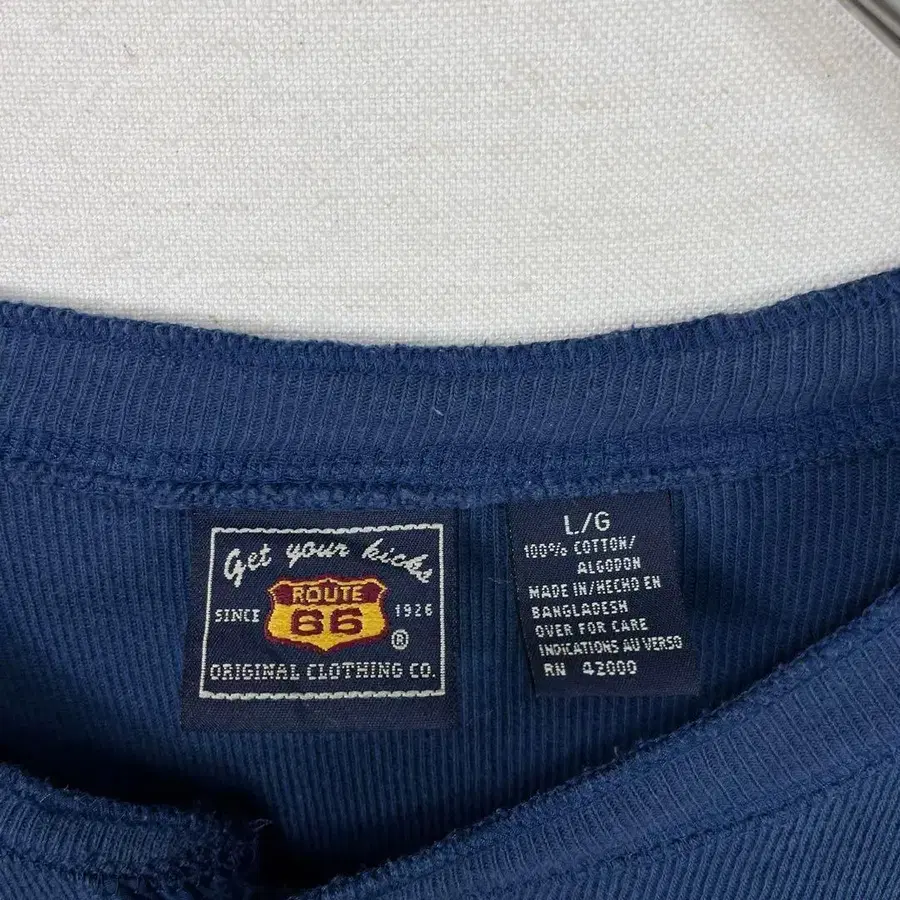 Get your kicks
ROUTE
SINCE 66 1926
®
ORIGINAL CLOTHING CO.
L/G
100% COTTON/
ALGODON
MADE IN/HECHO EN
BANGLADESH
OVER FOR CARE
INDICATIONS AU VERSO
RN 42000